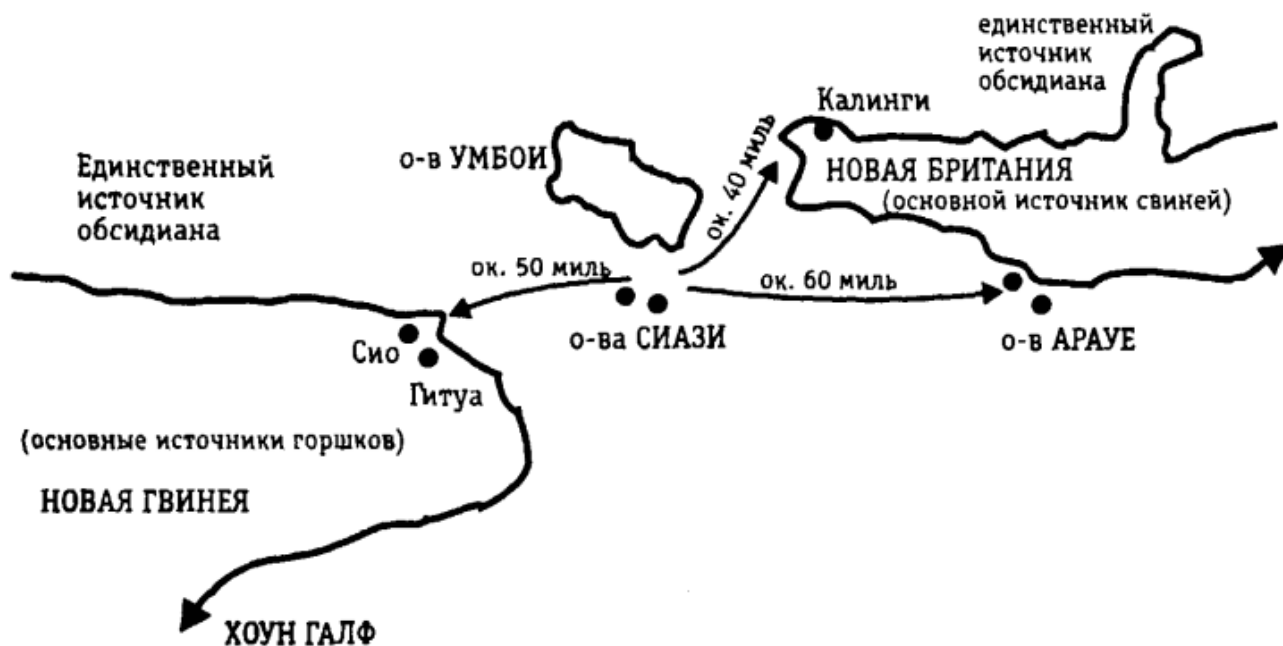 единственный
источник
обсидиана
Калинги
о-в УМБОИ
Единственный
источник
обсидиана
ок. 40 миль
НОВАЯ БРИТАНИЯ
(основной источник свиней)
ок. 50 миль
ок. 60 миль
о-ва СИАЗИ
о-в АРАУЕ
Сио
Гитуа
(основные источники горшков)
НОВАЯ ГВИНЕЯ
ХОУН ГАЛФ